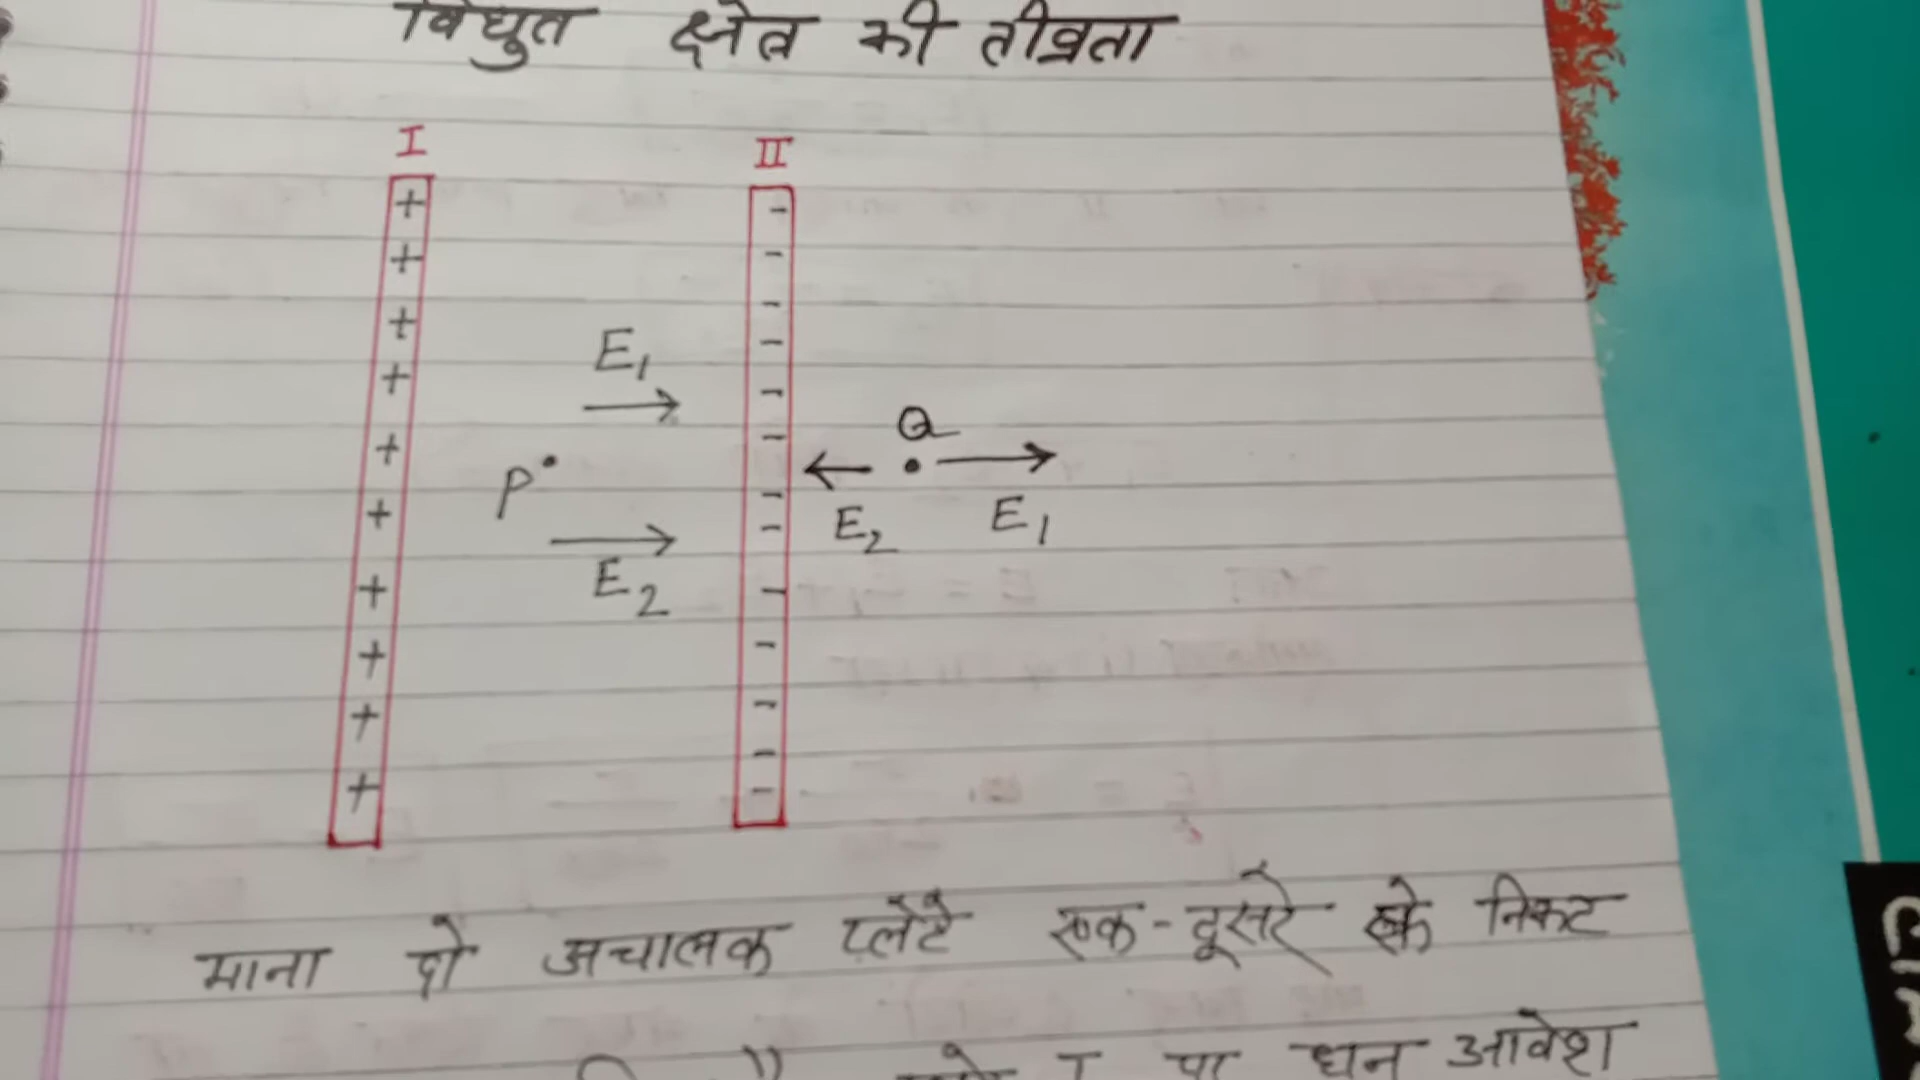 विद्युत क्षेत्र की तीव्रता
I II
+ -
+ -
+ -
+ -
+ -
+ -
+ -
+ -
+ -
+ -
-
-
E₁
Q
P
E₂ E₁
E₂
माना दो अचालक प्लेटें एक-दूसरे के निकट
I पर धन आवेश